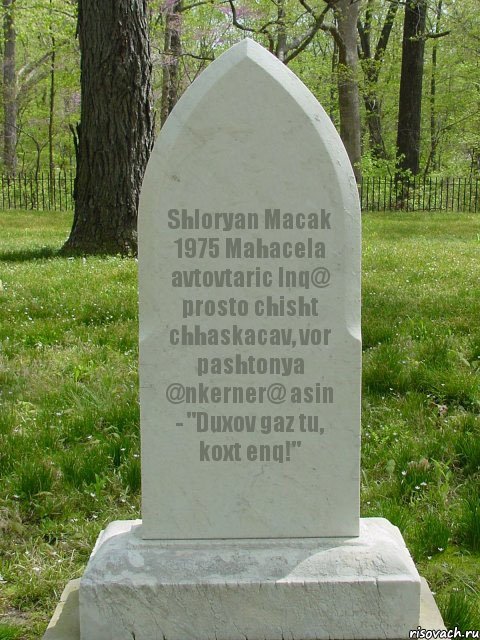 Shloryan Macak
1975 Mahacela
avtovtaric Inq@
prosto chisht
chhaskacav, vor
pashtonya
@nkerner@ asin
- "Duxov gaz tu,
koxt enq!"
risovach.ru